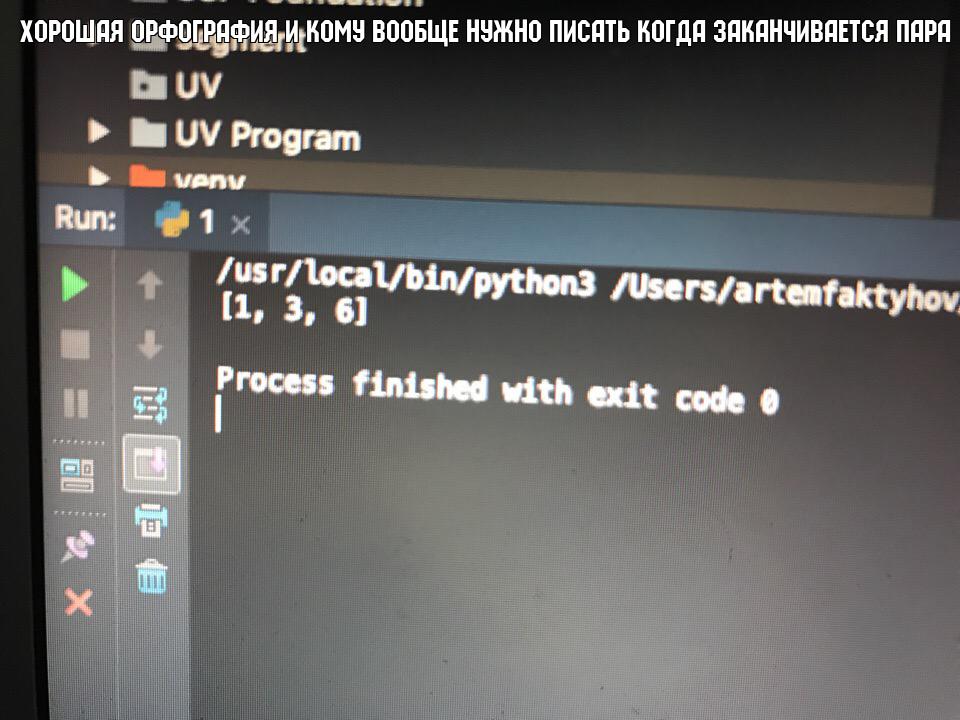 ХОРОШАЯ ОРФОГРАФИЯ И КОМУ ВООБЩЕ НУЖНО ПИСАТЬ КОГДА ЗАКАНЧИВАЕТСЯ ПАРА
segment
UV
UV Program
venv
Run: 1
/usr/local/bin/python3 /Users/artemfaktyhov
[1, 3, 6]
Process finished with exit code 0